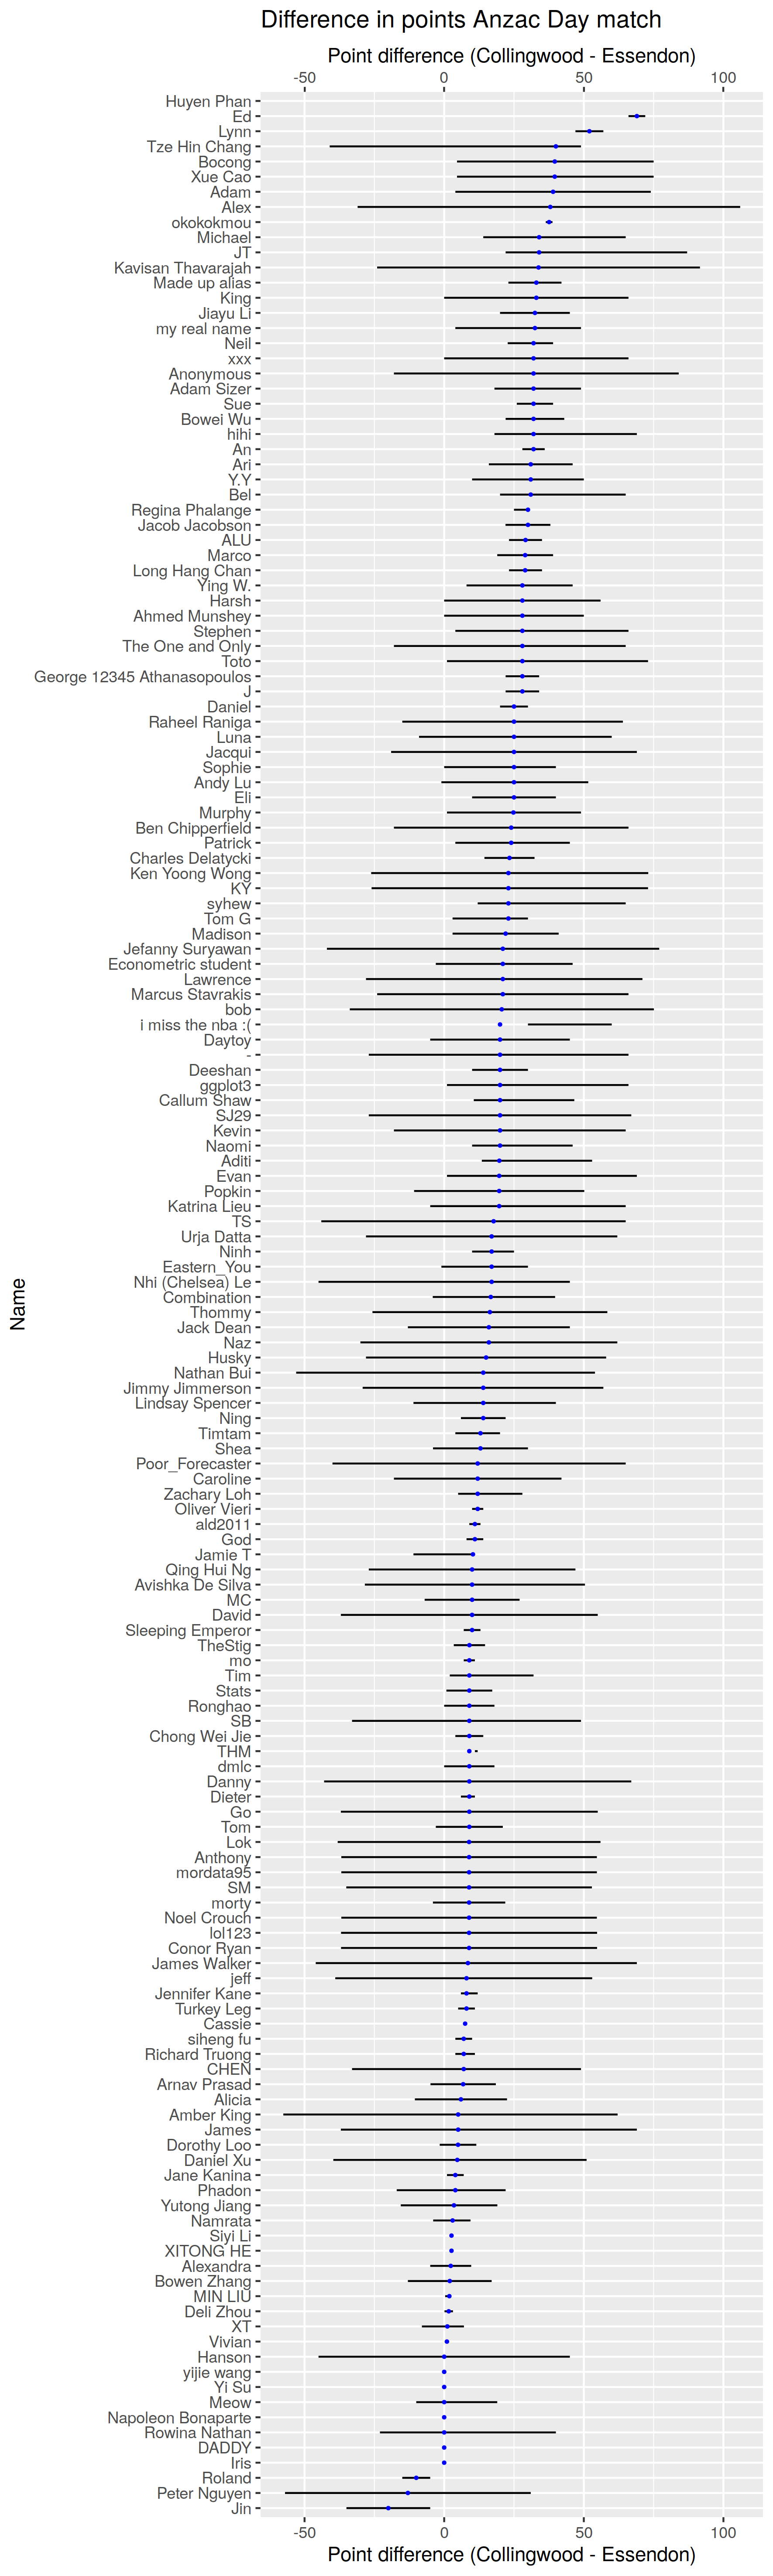 Difference in points Anzac Day match
Point difference (Collingwood - Essendon)
-50 0 50 100
Huyen Phan
Ed
Lynn
Tze Hin Chang
Bocong
Xue Cao
Adam
Alex
okokokmou
Michael
JT
Kavisan Thavarajah
Made up alias
King
Jiayu Li
my real name
Neil
xxx
Anonymous
Adam Sizer
Sue
Bowei Wu
hihi
An
Ari
Y.Y
Bel
Regina Phalange
Jacob Jacobson
ALU
Marco
Long Hang Chan
Ying W.
Harsh
Ahmed Munshey
Stephen
The One and Only
Toto
George 12345 Athanasopoulos
J
Daniel
Raheel Raniga
Luna
Jacqui
Sophie
Andy Lu
Eli
Murphy
Ben Chipperfield
Patrick
Charles Delatycki
Ken Yoong Wong
KY
syhew
Tom G
Madison
Jefanny Suryawan
Econometric student
Lawrence
Marcus Stavrakis
bob
i miss the nba :(
Daytoy
-
Deeshan
ggplot3
Callum Shaw
SJ29
Kevin
Naomi
Aditi
Evan
Popkin
Katrina Lieu
TS
Urja Datta
Ninh
Eastern_You
Nhi (Chelsea) Le
Combination
Thommy
Jack Dean
Naz
Husky
Nathan Bui
Jimmy Jimmerson
Lindsay Spencer
Ning
Timtam
Shea
Poor_Forecaster
Caroline
Zachary Loh
Oliver Vieri
ald2011
God
Jamie T
Qing Hui Ng
Avishka De Silva
MC
David
Sleeping Emperor
TheStig
mo
Tim
Stats
Ronghao
SB
Chong Wei Jie
THM
dmlc
Danny
Dieter
Go
Tom
Lok
Anthony
mordata95
SM
morty
Noel Crouch
lol123
Conor Ryan
James Walker
jeff
Jennifer Kane
Turkey Leg
Cassie
siheng fu
Richard Truong
CHEN
Arnav Prasad
Alicia
Amber King
James
Dorothy Loo
Daniel Xu
Jane Kanina
Phadon
Yutong Jiang
Namrata
Siyi Li
XITONG HE
Alexandra
Bowen Zhang
MIN LIU
Deli Zhou
XT
Vivian
Hanson
yijie wang
Yi Su
Meow
Napoleon Bonaparte
Rowina Nathan
DADDY
Iris
Roland
Peter Nguyen
Jin
Name
-50 0 50 100
Point difference (Collingwood - Essendon)